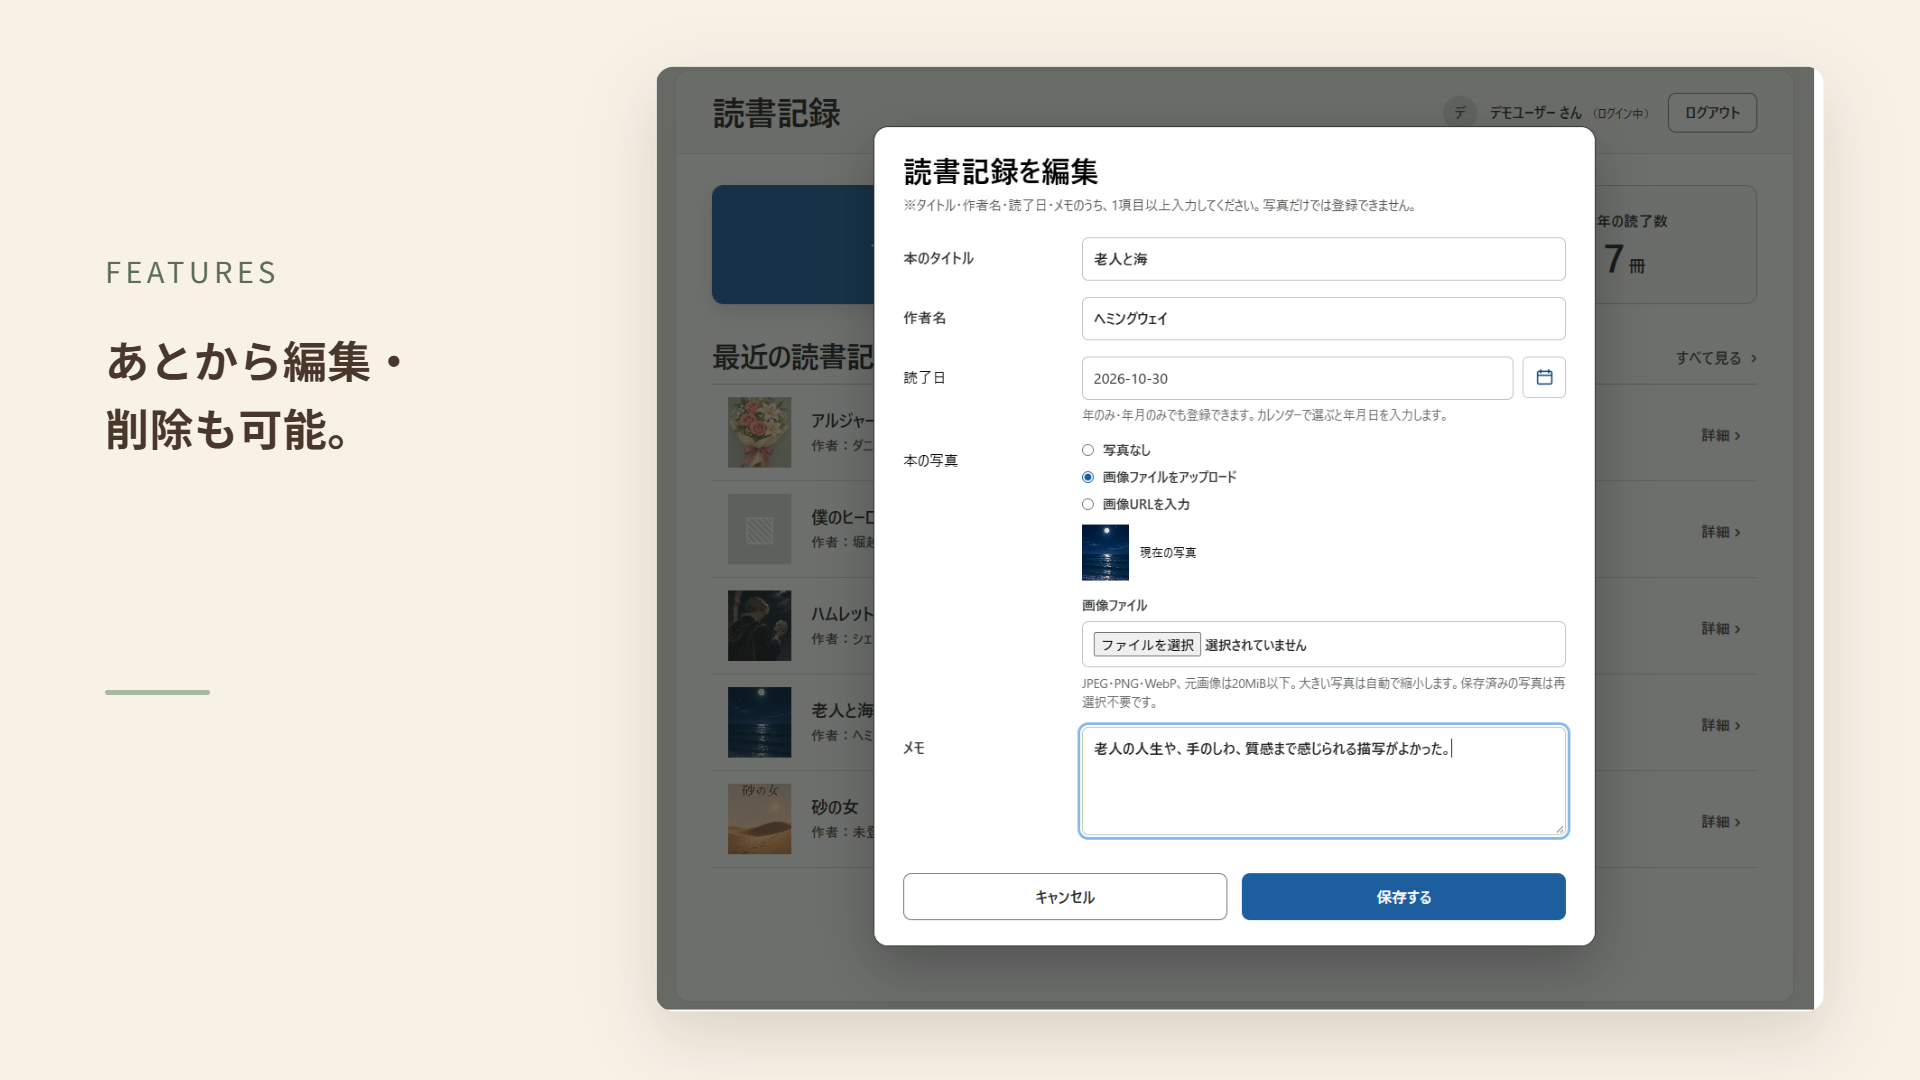 FEATURES
あとから編集・
削除も可能。
読書記録
デ
デモユーザー さん
（ログイン中）
ログアウト
年の読了数
7 冊
最近の読書記
すべて見る
アルジャー
作者：ダニ
詳細
僕のヒーロ
作者：堀越
詳細
ハムレット
作者：シェ
詳細
老人と海
作者：ヘミ
詳細
砂の女
砂の女
作者：未登
詳細
読書記録を編集
※タイトル・作者名・読了日・メモのうち、1項目以上入力してください。写真だけでは登録できません。
本のタイトル
老人と海
作者名
ヘミングウェイ
読了日
2026-10-30
年のみ・年月のみでも登録できます。カレンダーで選ぶと年月日を入力します。
本の写真
写真なし
画像ファイルをアップロード
画像URLを入力
現在の写真
画像ファイル
ファイルを選択 選択されていません
JPEG・PNG・WebP、元画像は20MiB以下。大きい写真は自動で縮小します。保存済みの写真は再
選択不要です。
メモ
老人の人生や、手のしわ、質感まで感じられる描写がよかった。
キャンセル
保存する